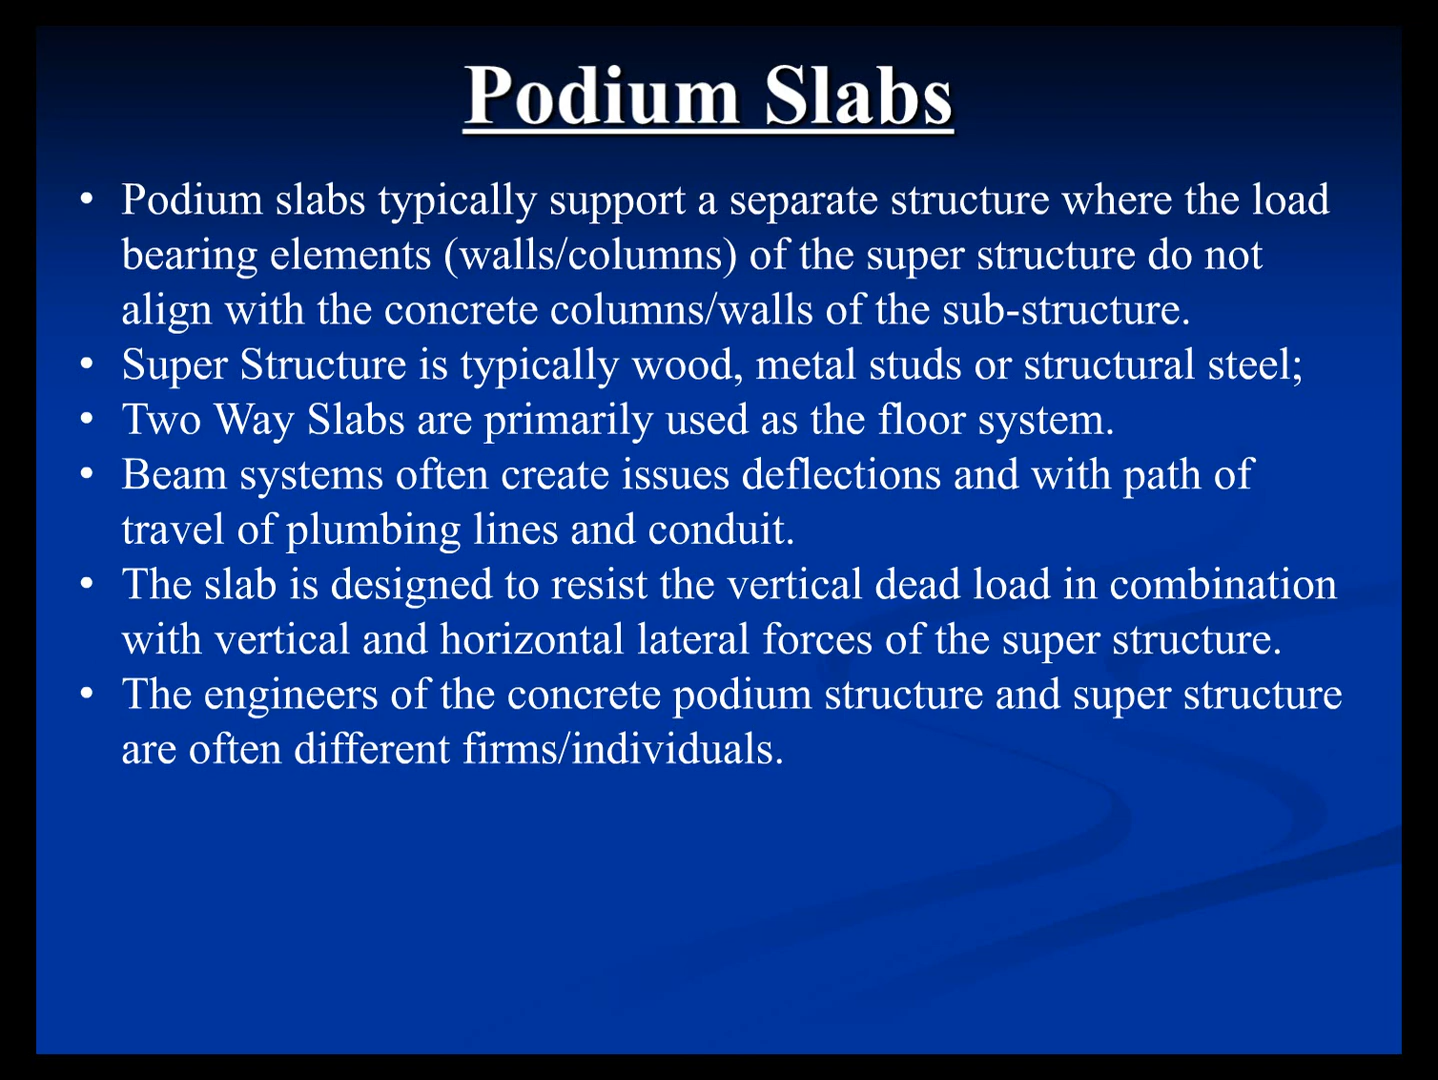 Podium Slabs
• Podium slabs typically support a separate structure where the load
bearing elements (walls/columns) of the super structure do not
align with the concrete columns/walls of the sub-structure.
• Super Structure is typically wood, metal studs or structural steel;
• Two Way Slabs are primarily used as the floor system.
• Beam systems often create issues deflections and with path of
travel of plumbing lines and conduit.
• The slab is designed to resist the vertical dead load in combination
with vertical and horizontal lateral forces of the super structure.
• The engineers of the concrete podium structure and super structure
are often different firms/individuals.